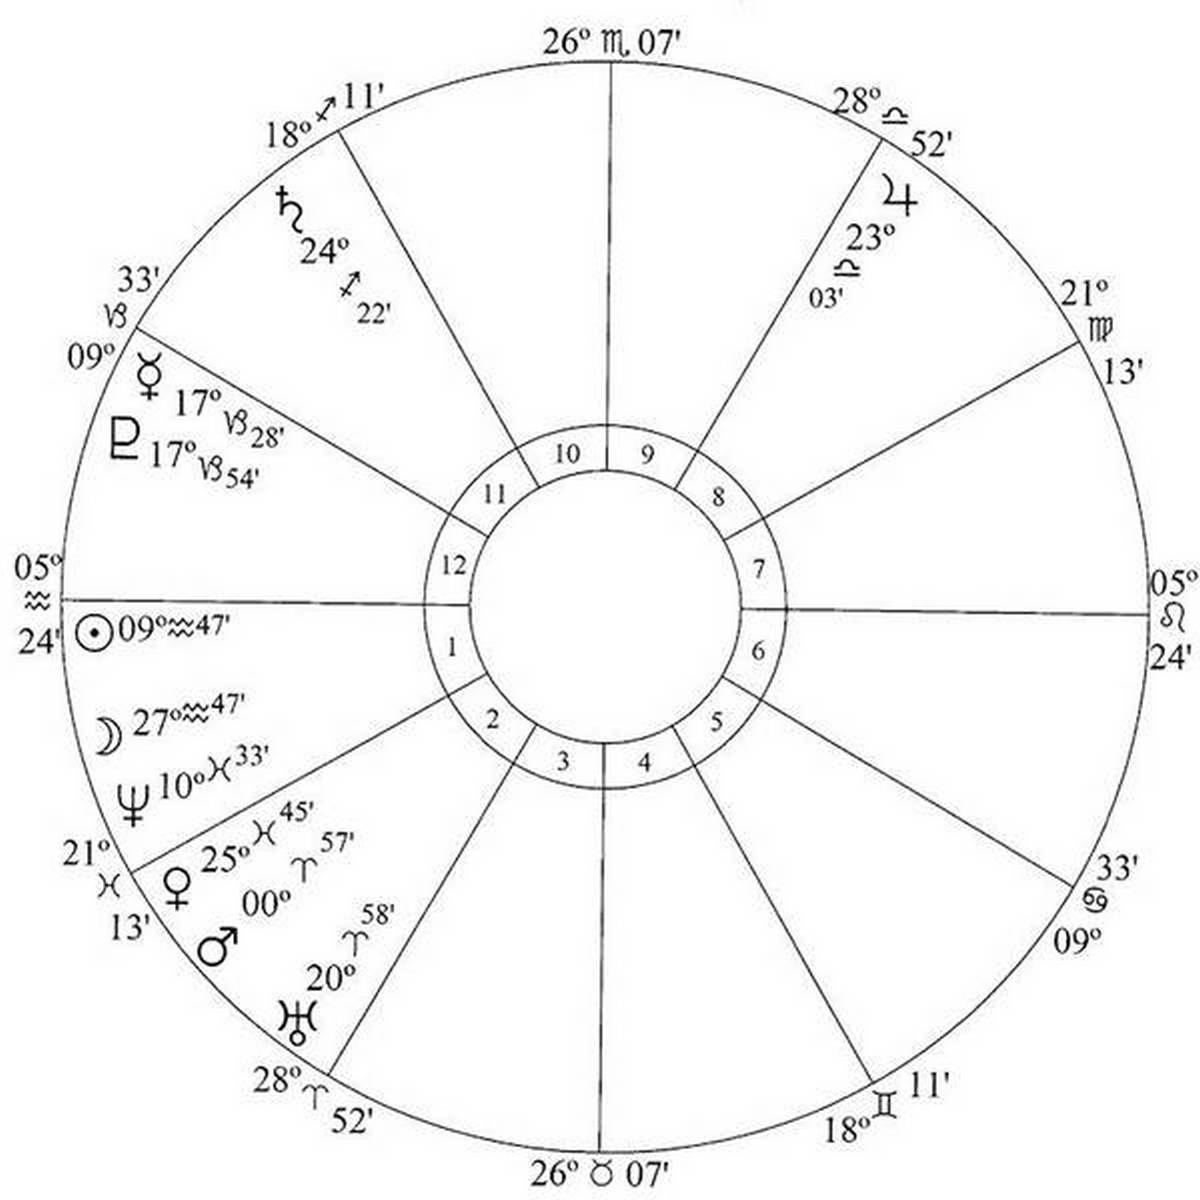 26º ♏ 07'
28º ♎ 52'
21º ♍ 13'
05º ♌ 24'
33' ♋ 09º
11' ♊ 18º
26º ♉ 07'
28º ♈ 52'
21º ♓ 13'
05º ♒ 24'
33' ♑ 09º
18º ♐ 11'
♄ 24º ♐ 22'
♃ 23º ♎ 03'
☿ 17º ♑ 28'
♇ 17º ♑ 54'
☉ 09º ♒ 47'
☽ 27º ♒ 47'
♆ 10º ♓ 33'
♀ 25º ♓ 45'
♂ 00º ♈ 57'
♅ 20º ♈ 58'
10
9
11
8
12
7
1
6
2
5
3
4